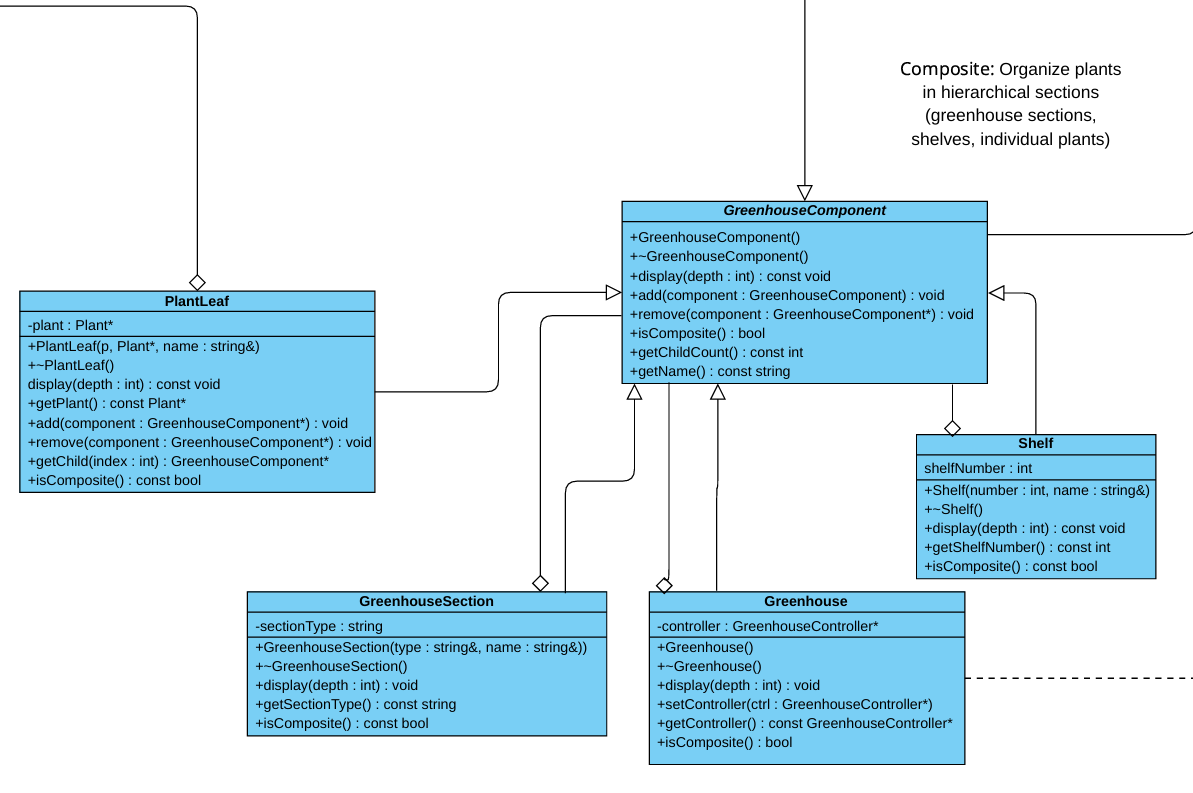 Composite: Organize plants
in hierarchical sections
(greenhouse sections,
shelves, individual plants)
GreenhouseComponent
+GreenhouseComponent()
+~GreenhouseComponent()
+display(depth : int) : const void
+add(component : GreenhouseComponent) : void
+remove(component : GreenhouseComponent*) : void
+isComposite() : bool
+getChildCount() : const int
+getName() : const string
PlantLeaf
-plant : Plant*
+PlantLeaf(p, Plant*, name : string&)
+~PlantLeaf()
display(depth : int) : const void
+getPlant() : const Plant*
+add(component : GreenhouseComponent*) : void
+remove(component : GreenhouseComponent*) : void
+getChild(index : int) : GreenhouseComponent*
+isComposite() : const bool
Shelf
shelfNumber : int
+Shelf(number : int, name : string&)
+~Shelf()
+display(depth : int) : const void
+getShelfNumber() : const int
+isComposite() : const bool
GreenhouseSection
-sectionType : string
+GreenhouseSection(type : string&, name : string&))
+~GreenhouseSection()
+display(depth : int) : void
+getSectionType() : const string
+isComposite() : const bool
Greenhouse
-controller : GreenhouseController*
+Greenhouse()
+~Greenhouse()
+display(depth : int) : void
+setController(ctrl : GreenhouseController*)
+getController() : const GreenhouseController*
+isComposite() : bool